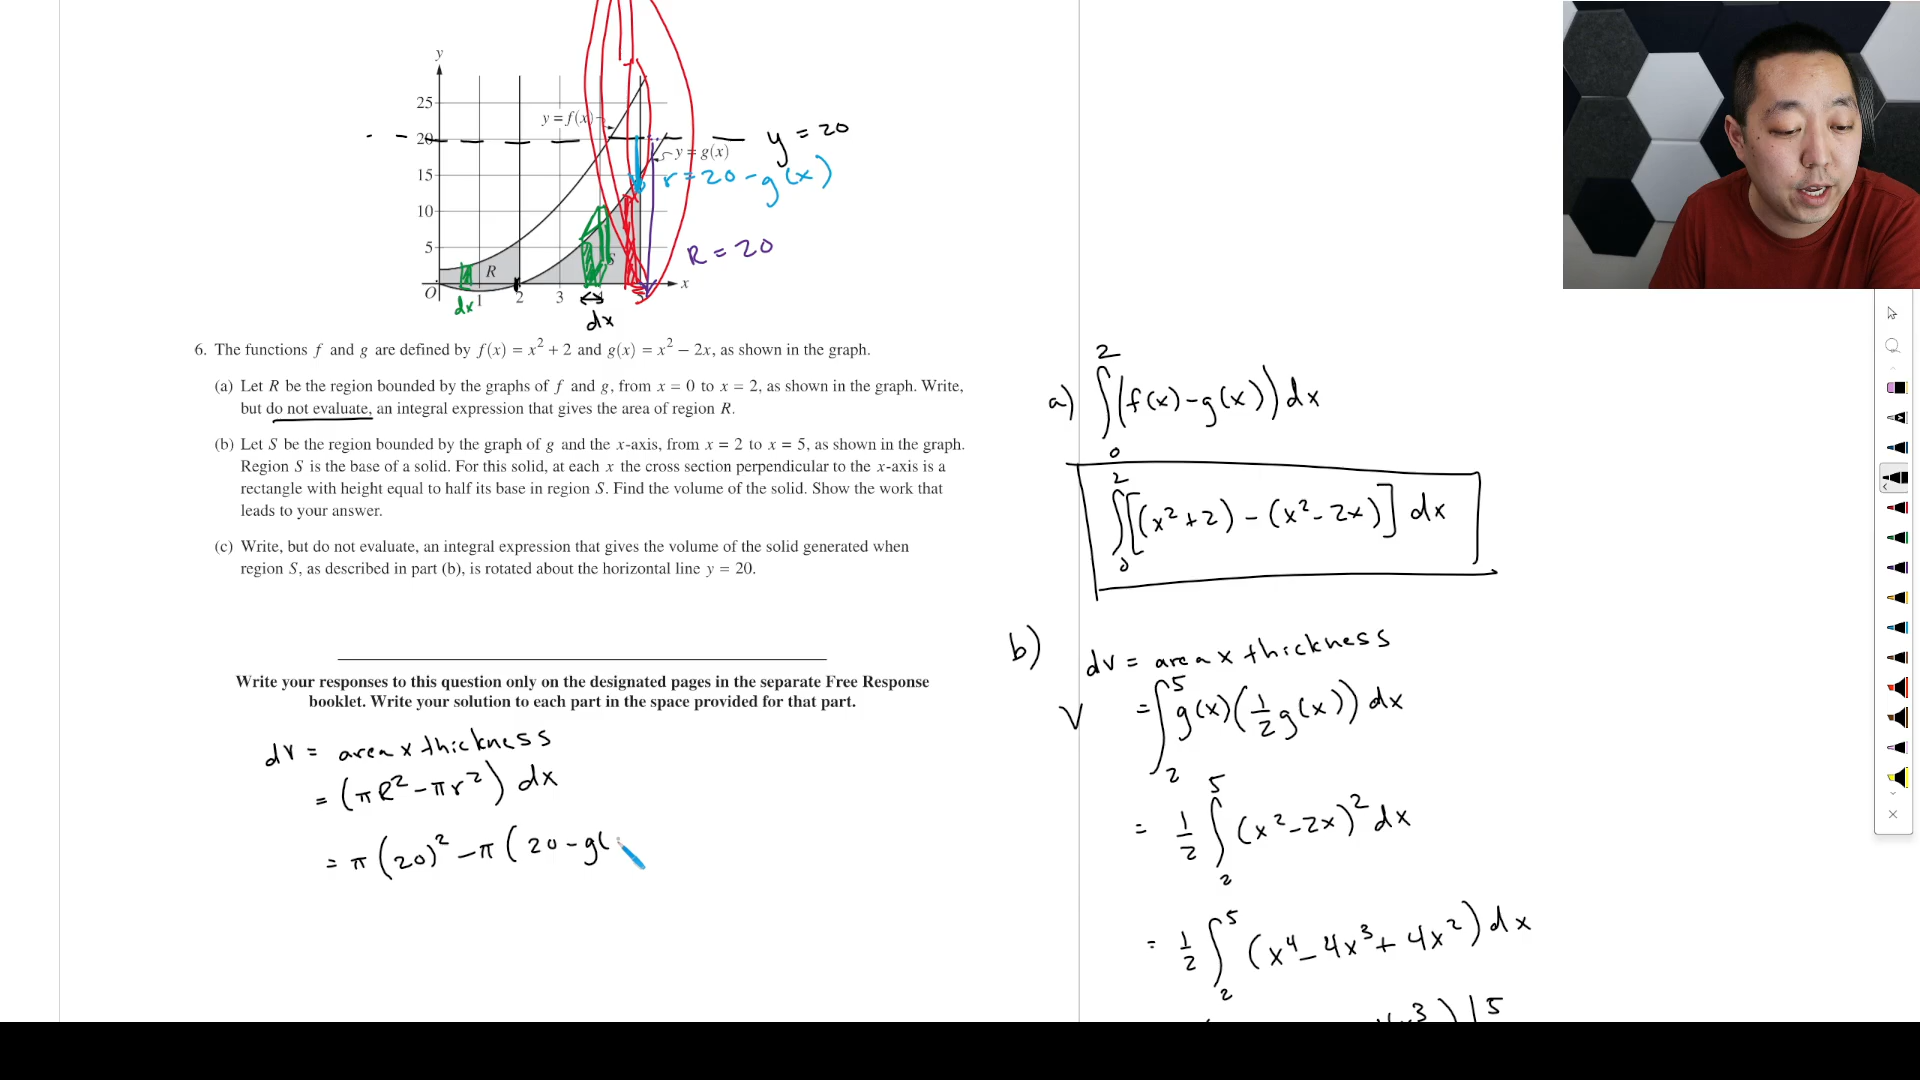 y
25
20
15
10
5
O
1
2
3
4
5
x
y = f(x)
y = g(x)
R
S
y = 20
r = 20 - g(x)
R = 20
dx
dx
6. The functions f and g are defined by f(x) = x² + 2 and g(x) = x² − 2x, as shown in the graph.
(a) Let R be the region bounded by the graphs of f and g, from x = 0 to x = 2, as shown in the graph. Write,
but do not evaluate, an integral expression that gives the area of region R.
(b) Let S be the region bounded by the graph of g and the x-axis, from x = 2 to x = 5, as shown in the graph.
Region S is the base of a solid. For this solid, at each x the cross section perpendicular to the x-axis is a
rectangle with height equal to half its base in region S. Find the volume of the solid. Show the work that
leads to your answer.
(c) Write, but do not evaluate, an integral expression that gives the volume of the solid generated when
region S, as described in part (b), is rotated about the horizontal line y = 20.
Write your responses to this question only on the designated pages in the separate Free Response
booklet. Write your solution to each part in the space provided for that part.
dV = area x thickness
= (πR² - πr²) dx
= π(20)² - π(20 - g(
a) ∫₀² (f(x) - g(x)) dx
∫₀² [(x² + 2) - (x² - 2x)] dx
b) dV = area x thickness
V = ∫₂⁵ g(x)(1/2 g(x)) dx
= 1/2 ∫₂⁵ (x² - 2x)² dx
= 1/2 ∫₂⁵ (x⁴ - 4x³ + 4x²) dx